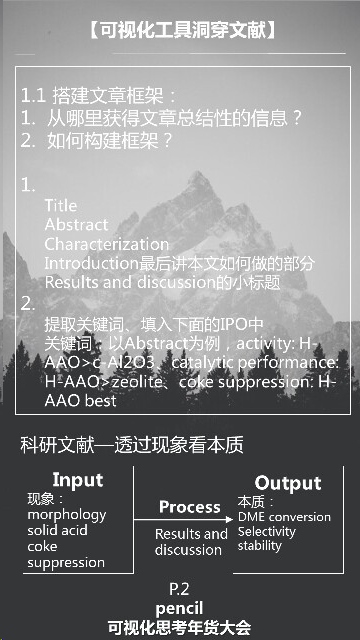 【可视化工具洞穿文献】
1.1 搭建文章框架：
1. 从哪里获得文章总结性的信息？
2. 如何构建框架？
1.
Title
Abstract
Characterization
Introduction最后讲本文如何做的部分
Results and discussion的小标题
2.
提取关键词、填入下面的IPO中
关键词：以Abstract为例，activity: H-
AAO>c-Al2O3、catalytic performance:
H-AAO>zeolite、coke suppression: H-
AAO best
科研文献—透过现象看本质
Input
现象：
morphology
solid acid
coke
suppression
Process
Results and
discussion
Output
本质：
DME conversion
Selectivity
stability
P.2
pencil
可视化思考年货大会